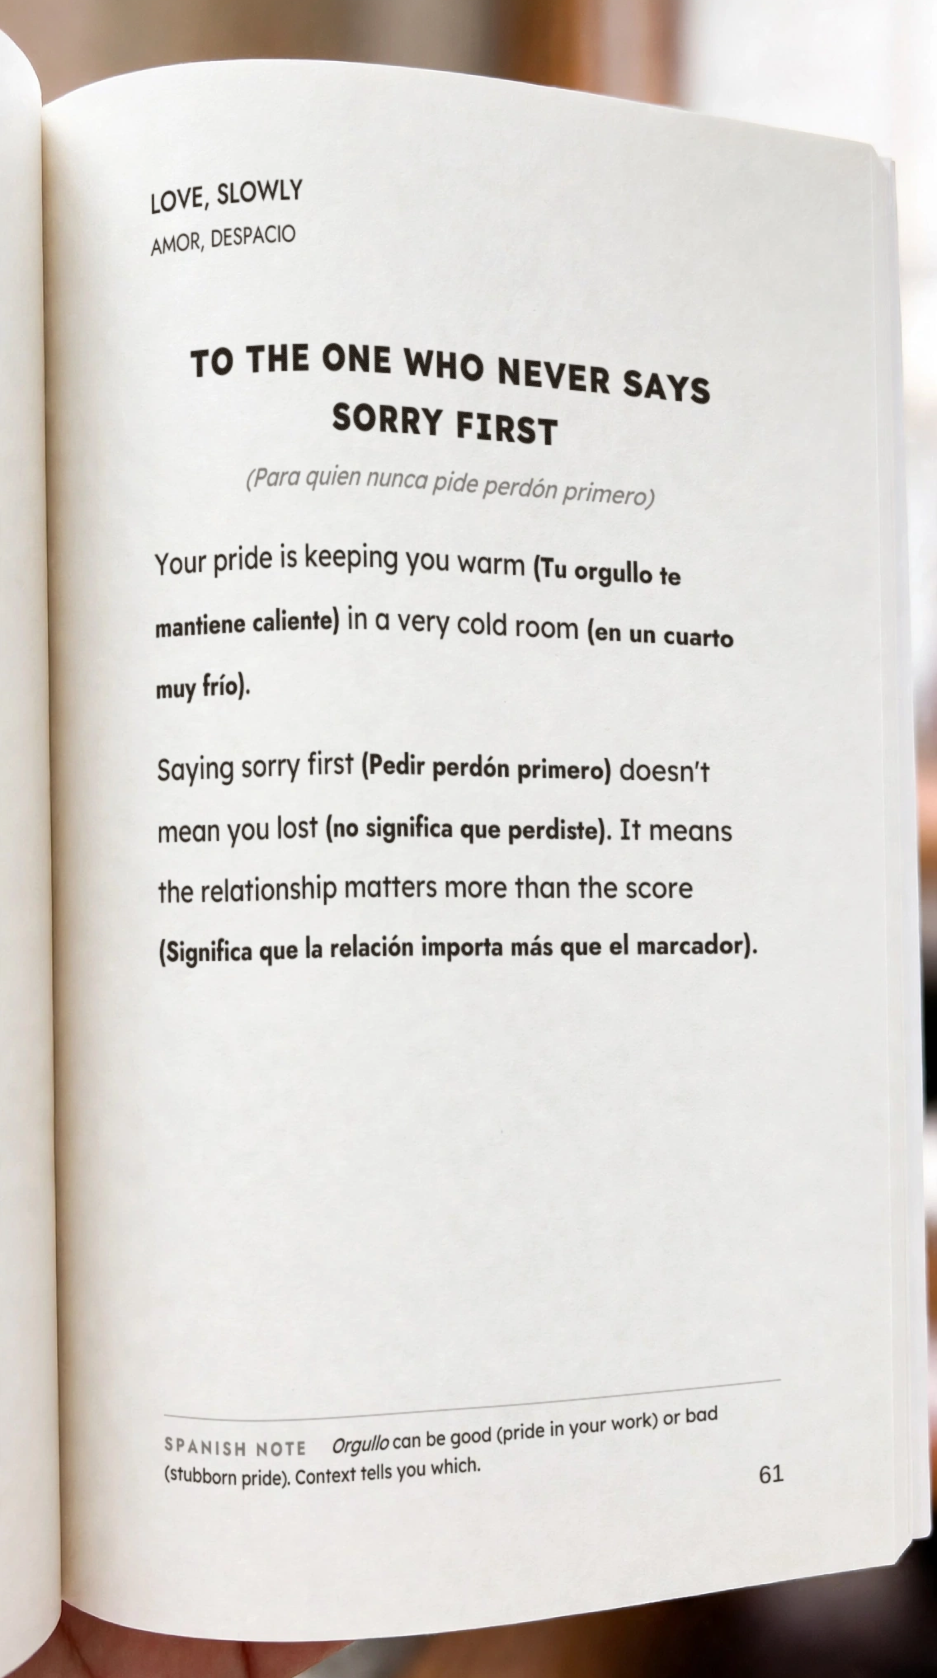 LOVE, SLOWLY
AMOR, DESPACIO
TO THE ONE WHO NEVER SAYS
SORRY FIRST
(Para quien nunca pide perdón primero)
Your pride is keeping you warm (Tu orgullo te
mantiene caliente) in a very cold room (en un cuarto
muy frío).
Saying sorry first (Pedir perdón primero) doesn't
mean you lost (no significa que perdiste). It means
the relationship matters more than the score
(Significa que la relación importa más que el marcador).
SPANISH NOTE Orgullo can be good (pride in your work) or bad
(stubborn pride). Context tells you which.
61